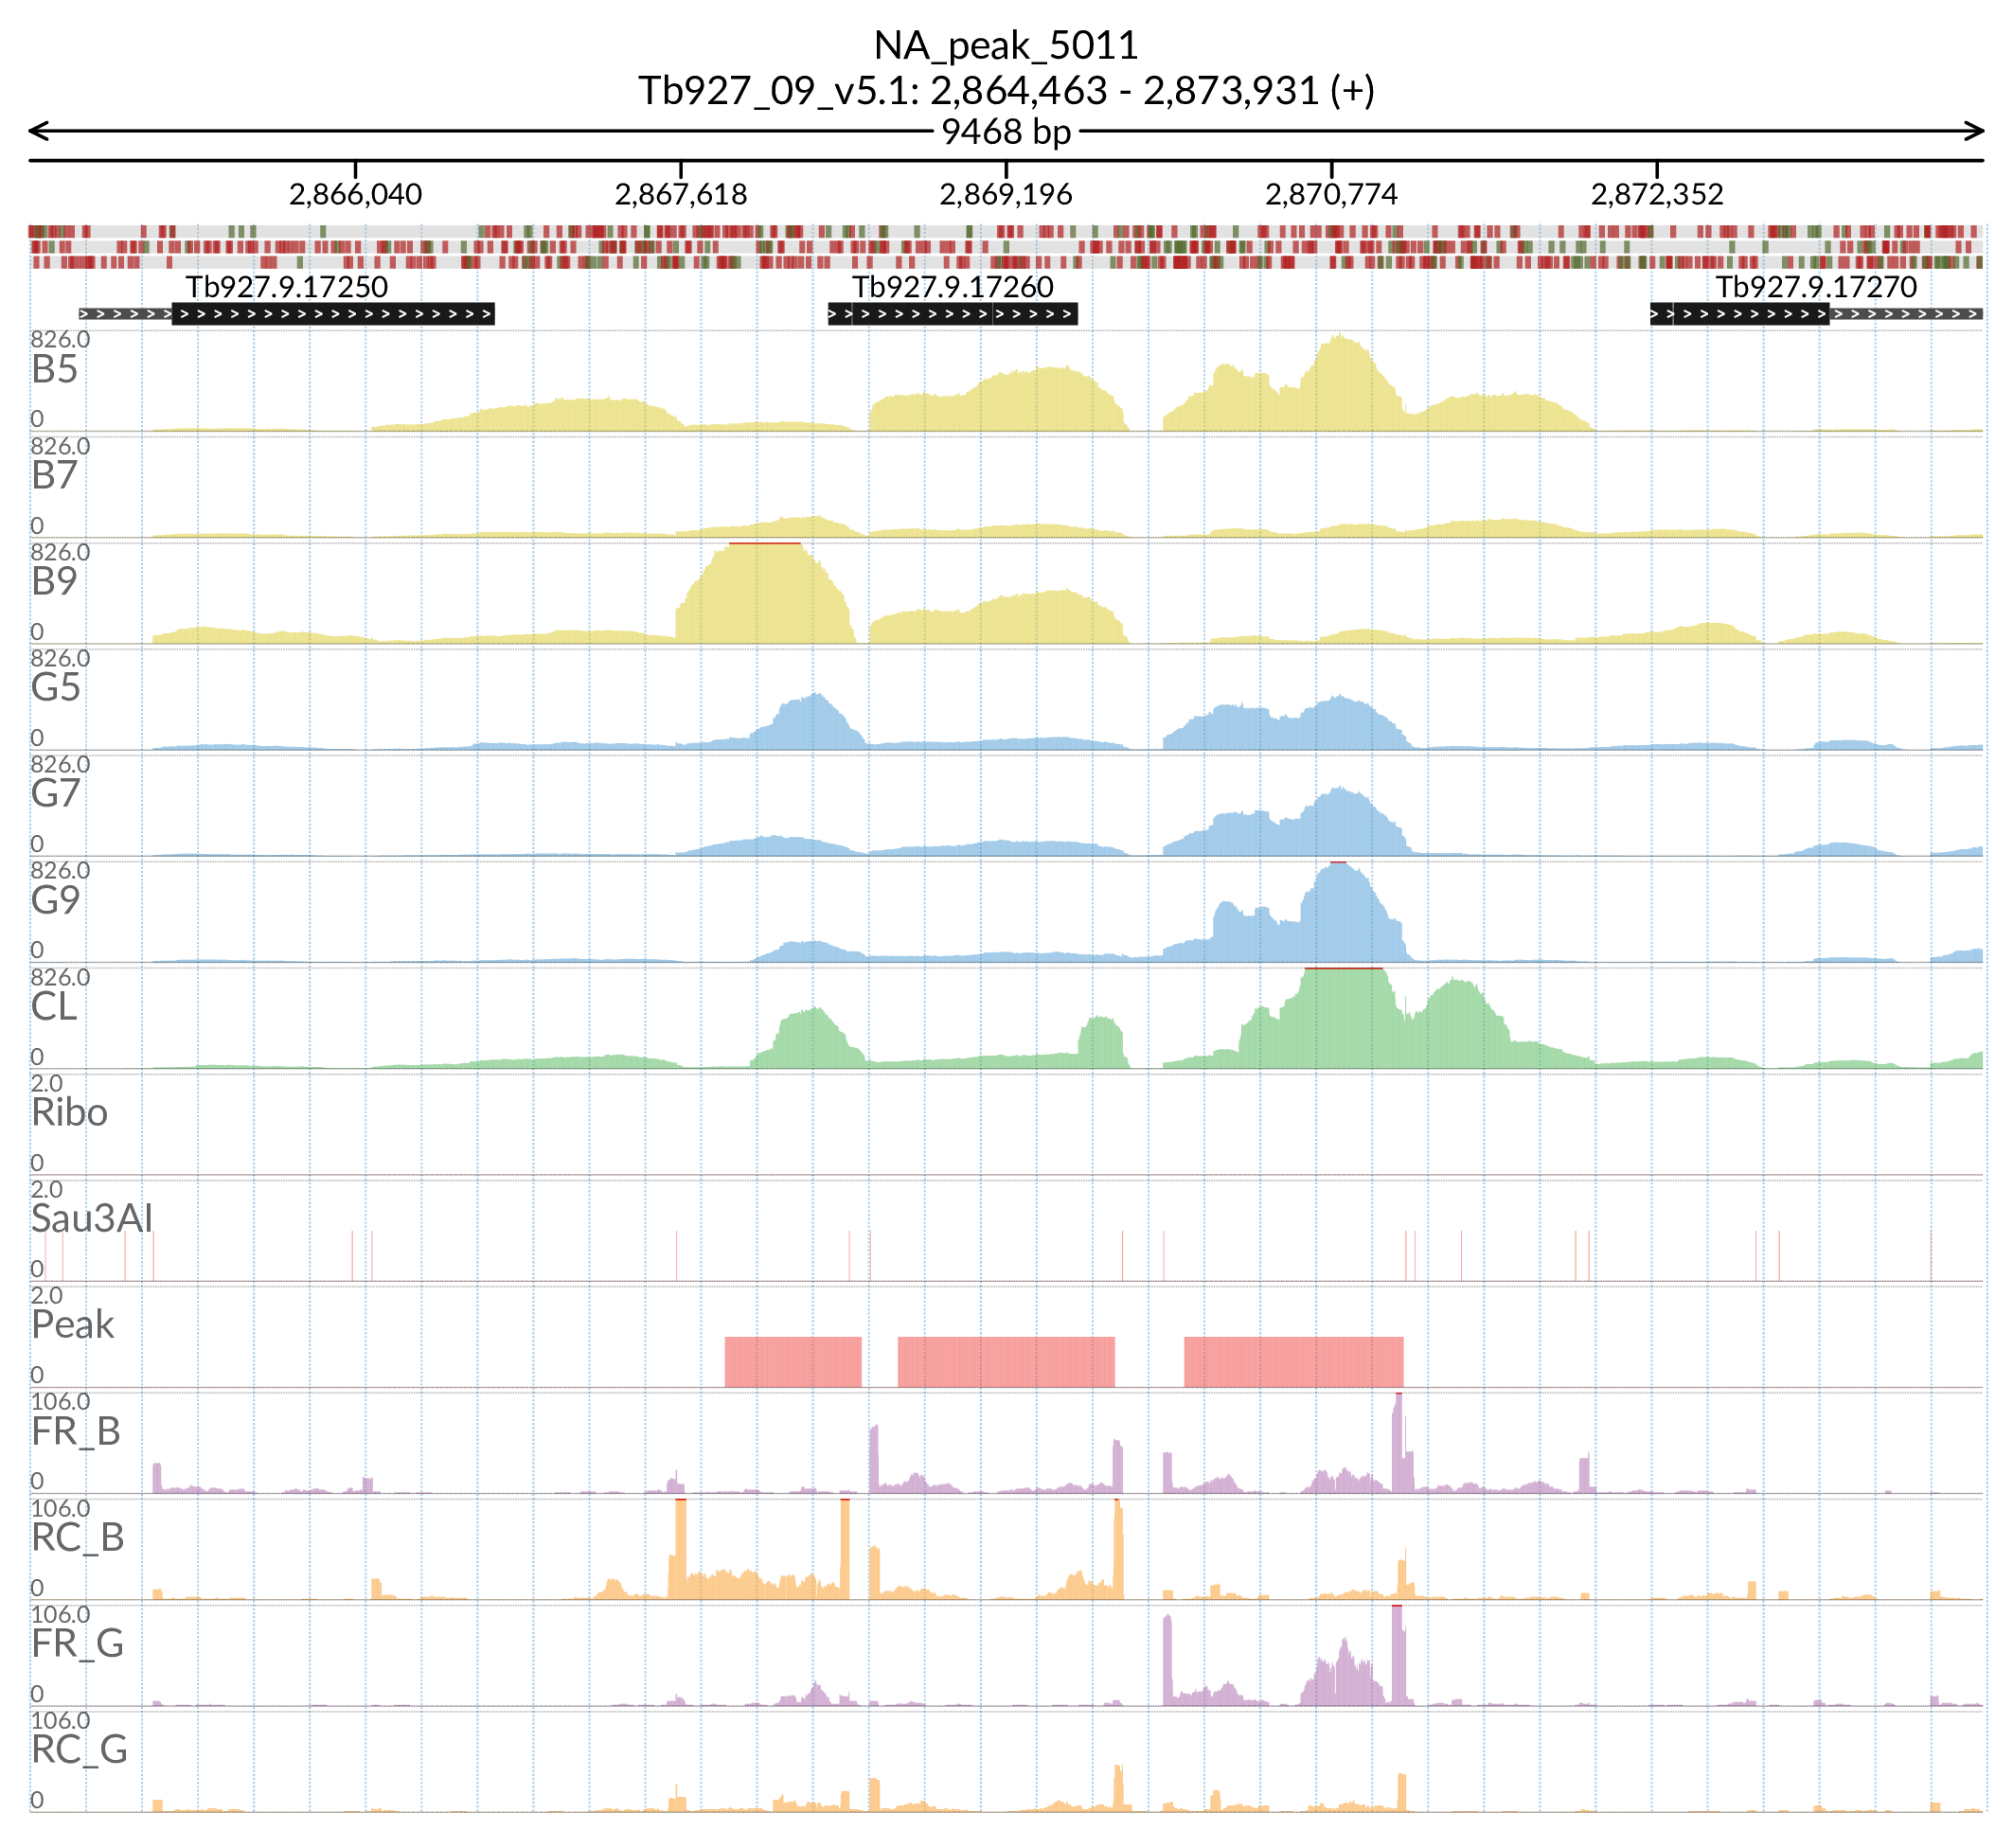 NA_peak_5011
Tb927_09_v5.1: 2,864,463 - 2,873,931 (+)
9468 bp
2,866,040 2,867,618 2,869,196 2,870,774 2,872,352
Tb927.9.17250 Tb927.9.17260 Tb927.9.17270
826.0
B5
0
826.0
B7
0
826.0
B9
0
826.0
G5
0
826.0
G7
0
826.0
G9
0
826.0
CL
0
2.0
Ribo
0
2.0
Sau3AI
0
2.0
Peak
0
106.0
FR_B
0
106.0
RC_B
0
106.0
FR_G
0
106.0
RC_G
0